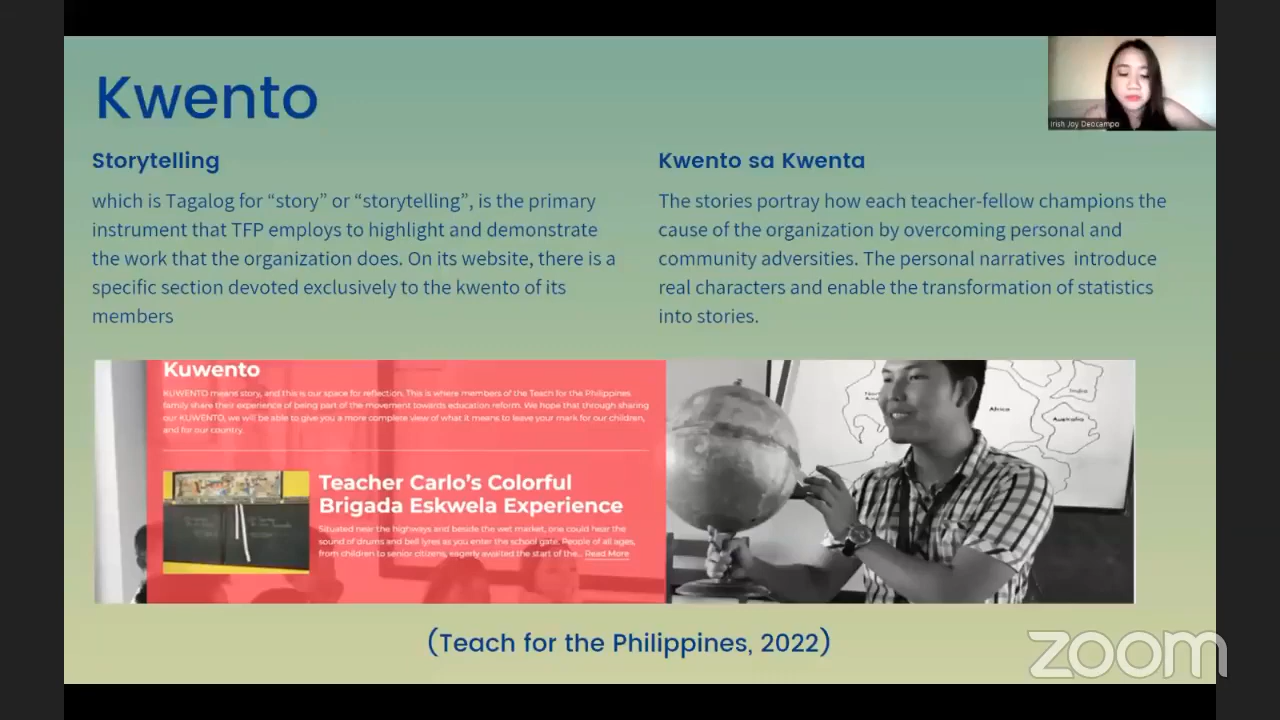 Kwento
Irish Joy Deocampo
Storytelling
which is Tagalog for “story” or “storytelling”, is the primary
instrument that TFP employs to highlight and demonstrate
the work that the organization does. On its website, there is a
specific section devoted exclusively to the kwento of its
members
Kwento sa Kwenta
The stories portray how each teacher-fellow champions the
cause of the organization by overcoming personal and
community adversities. The personal narratives introduce
real characters and enable the transformation of statistics
into stories.
Kuwento
KUWENTO means story, and this is our space for reflection. This is where members of the Teach for the Philippines
family share their experience of being part of the movement towards education reform. We hope that through sharing
our KUWENTO, we will be able to give you a more complete view of what it means to leave your mark for our children,
and for our country.
Teacher Carlo’s Colorful
Brigada Eskwela Experience
Situated near the highways and beside the wet market, one could hear the
sound of drums and bell lyres as you enter the school gate. People of all ages,
from children to senior citizens, eagerly awaited the start of the... Read More
India
Africa
Australia
(Teach for the Philippines, 2022)
zoom